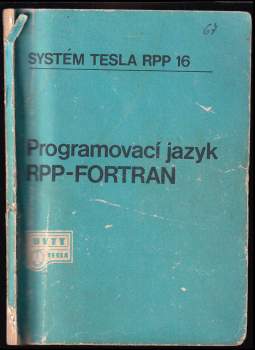 SYSTÉM TESLA RPP 16
67
Programovací jazyk
RPP-FORTRAN
TESLA